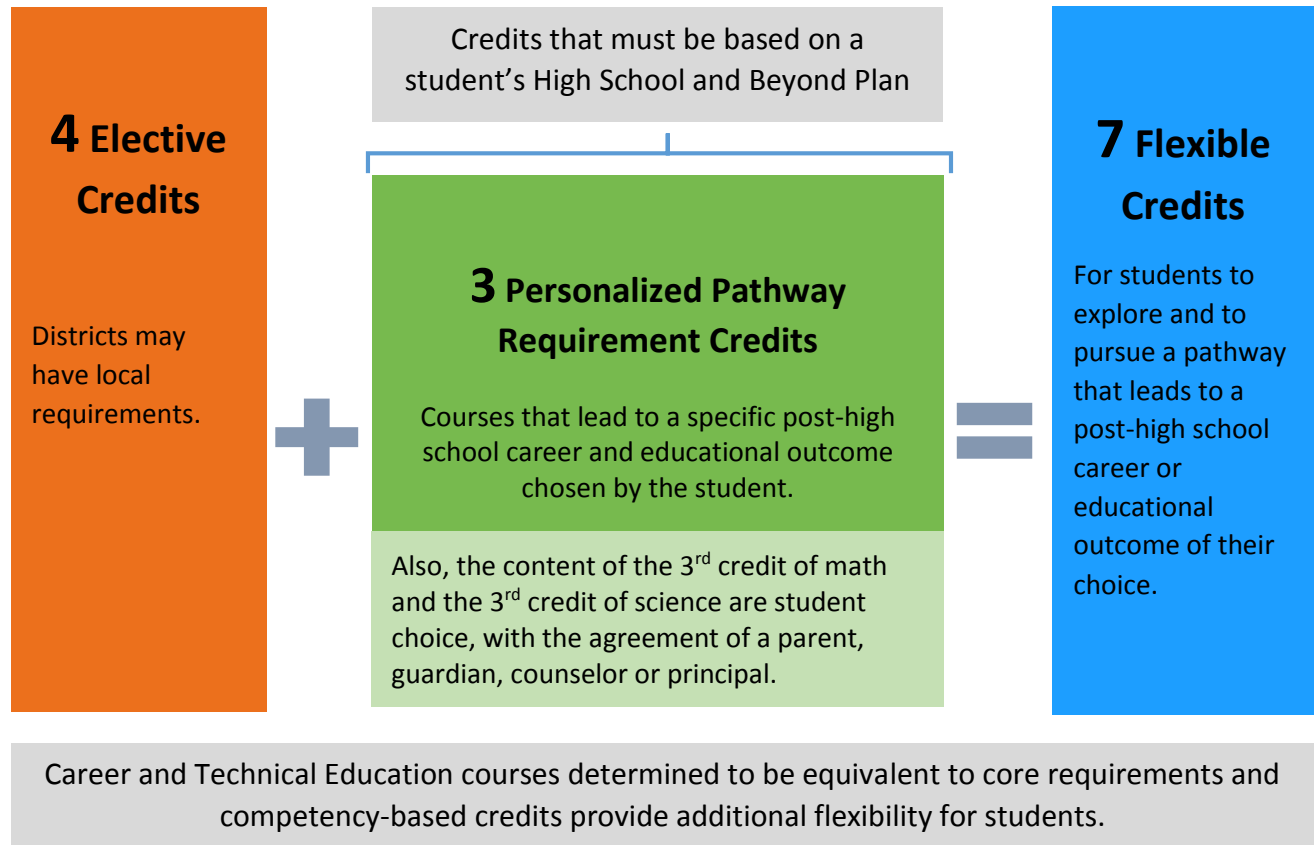 4 Elective
Credits
Districts may
have local
requirements.
Credits that must be based on a
student's High School and Beyond Plan
3 Personalized Pathway
Requirement Credits
Courses that lead to a specific post-high
school career and educational outcome
chosen by the student.
Also, the content of the 3rd credit of math
and the 3rd credit of science are student
choice, with the agreement of a parent,
guardian, counselor or principal.
7 Flexible
Credits
For students to
explore and to
pursue a pathway
that leads to a
post-high school
career or
educational
outcome of their
choice.
Career and Technical Education courses determined to be equivalent to core requirements and
competency-based credits provide additional flexibility for students.